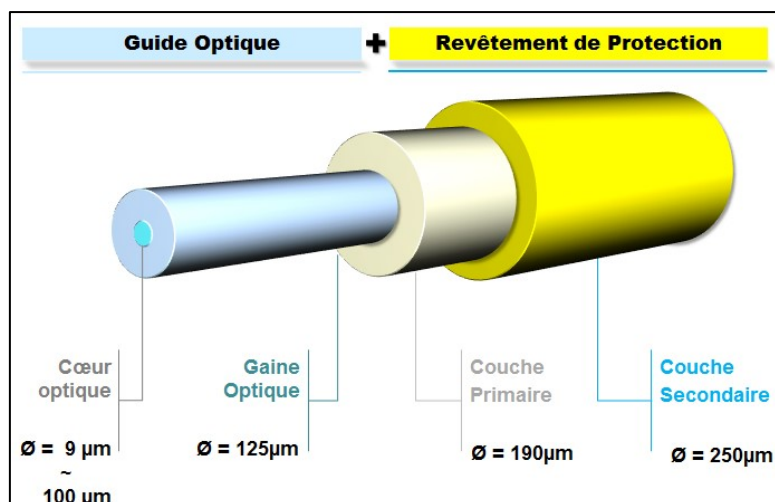 Guide Optique + Revêtement de Protection
Cœur optique
Ø = 9 µm
~
100 µm
Gaine Optique
Ø = 125µm
Couche Primaire
Ø = 190µm
Couche Secondaire
Ø = 250µm